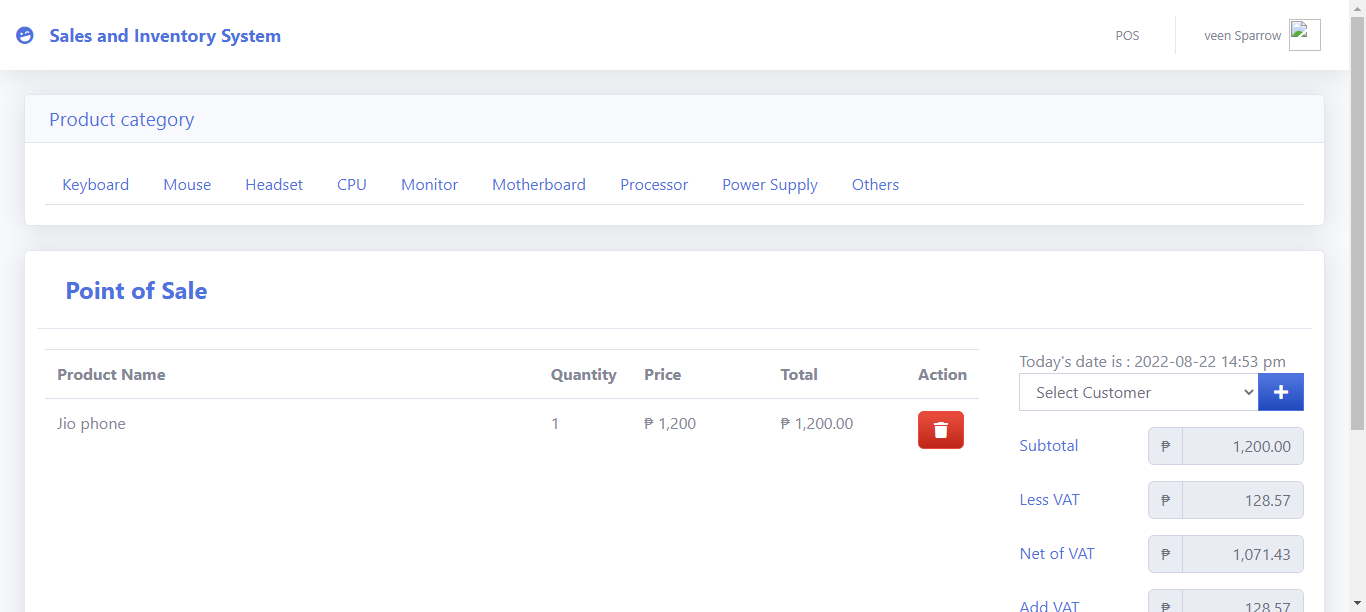 Sales and Inventory System
POS
veen Sparrow
Product category
Keyboard Mouse Headset CPU Monitor Motherboard Processor Power Supply Others
Point of Sale
Product Name Quantity Price Total Action
Jio phone 1 ₱ 1,200 ₱ 1,200.00
Today's date is : 2022-08-22 14:53 pm
Select Customer
Subtotal ₱ 1,200.00
Less VAT ₱ 128.57
Net of VAT ₱ 1,071.43
Add VAT ₱ 128.57